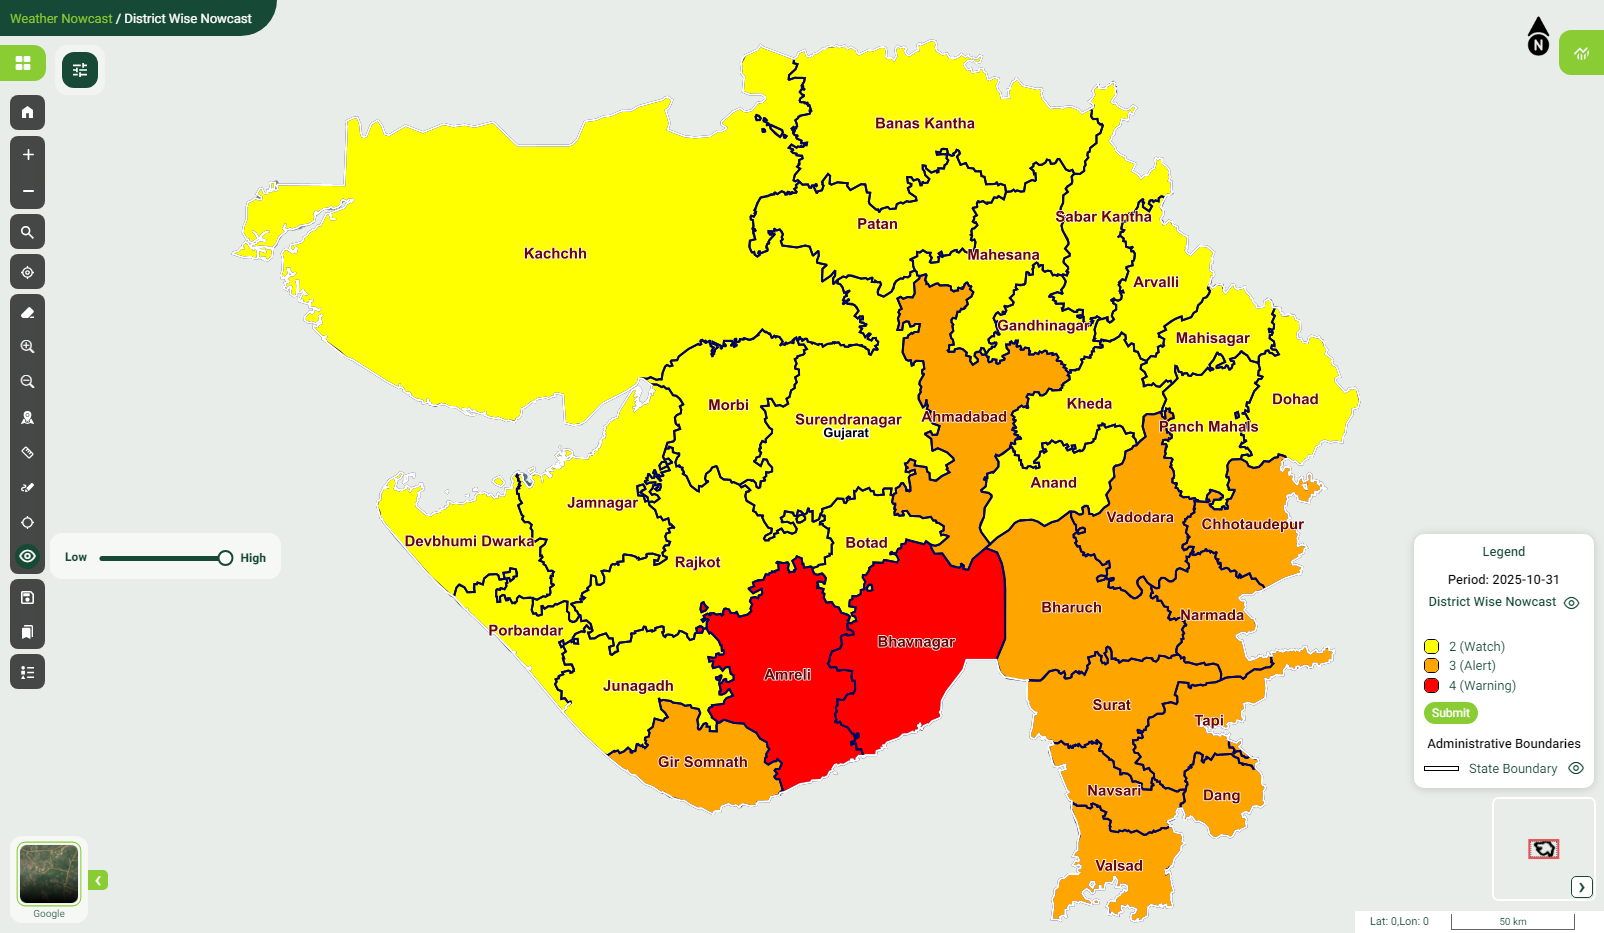 Weather Nowcast / District Wise Nowcast
N
Banas Kantha
Patan
Sabar Kantha
Kachchh
Mahesana
Arvalli
Gandhinagar
Mahisagar
Morbi
Surendranagar
Gujarat
Ahmadabad
Kheda
Dohad
Panch Mahals
Anand
Jamnagar
Vadodara
Chhotaudepur
Devbhumi Dwarka
Botad
Rajkot
Bharuch
Narmada
Porbandar
Bhavnagar
Amreli
Junagadh
Surat
Tapi
Gir Somnath
Navsari
Dang
Valsad
Low
High
Legend
Period: 2025-10-31
District Wise Nowcast
2 (Watch)
3 (Alert)
4 (Warning)
Submit
Administrative Boundaries
State Boundary
Google
Lat: 0,Lon: 0
50 km